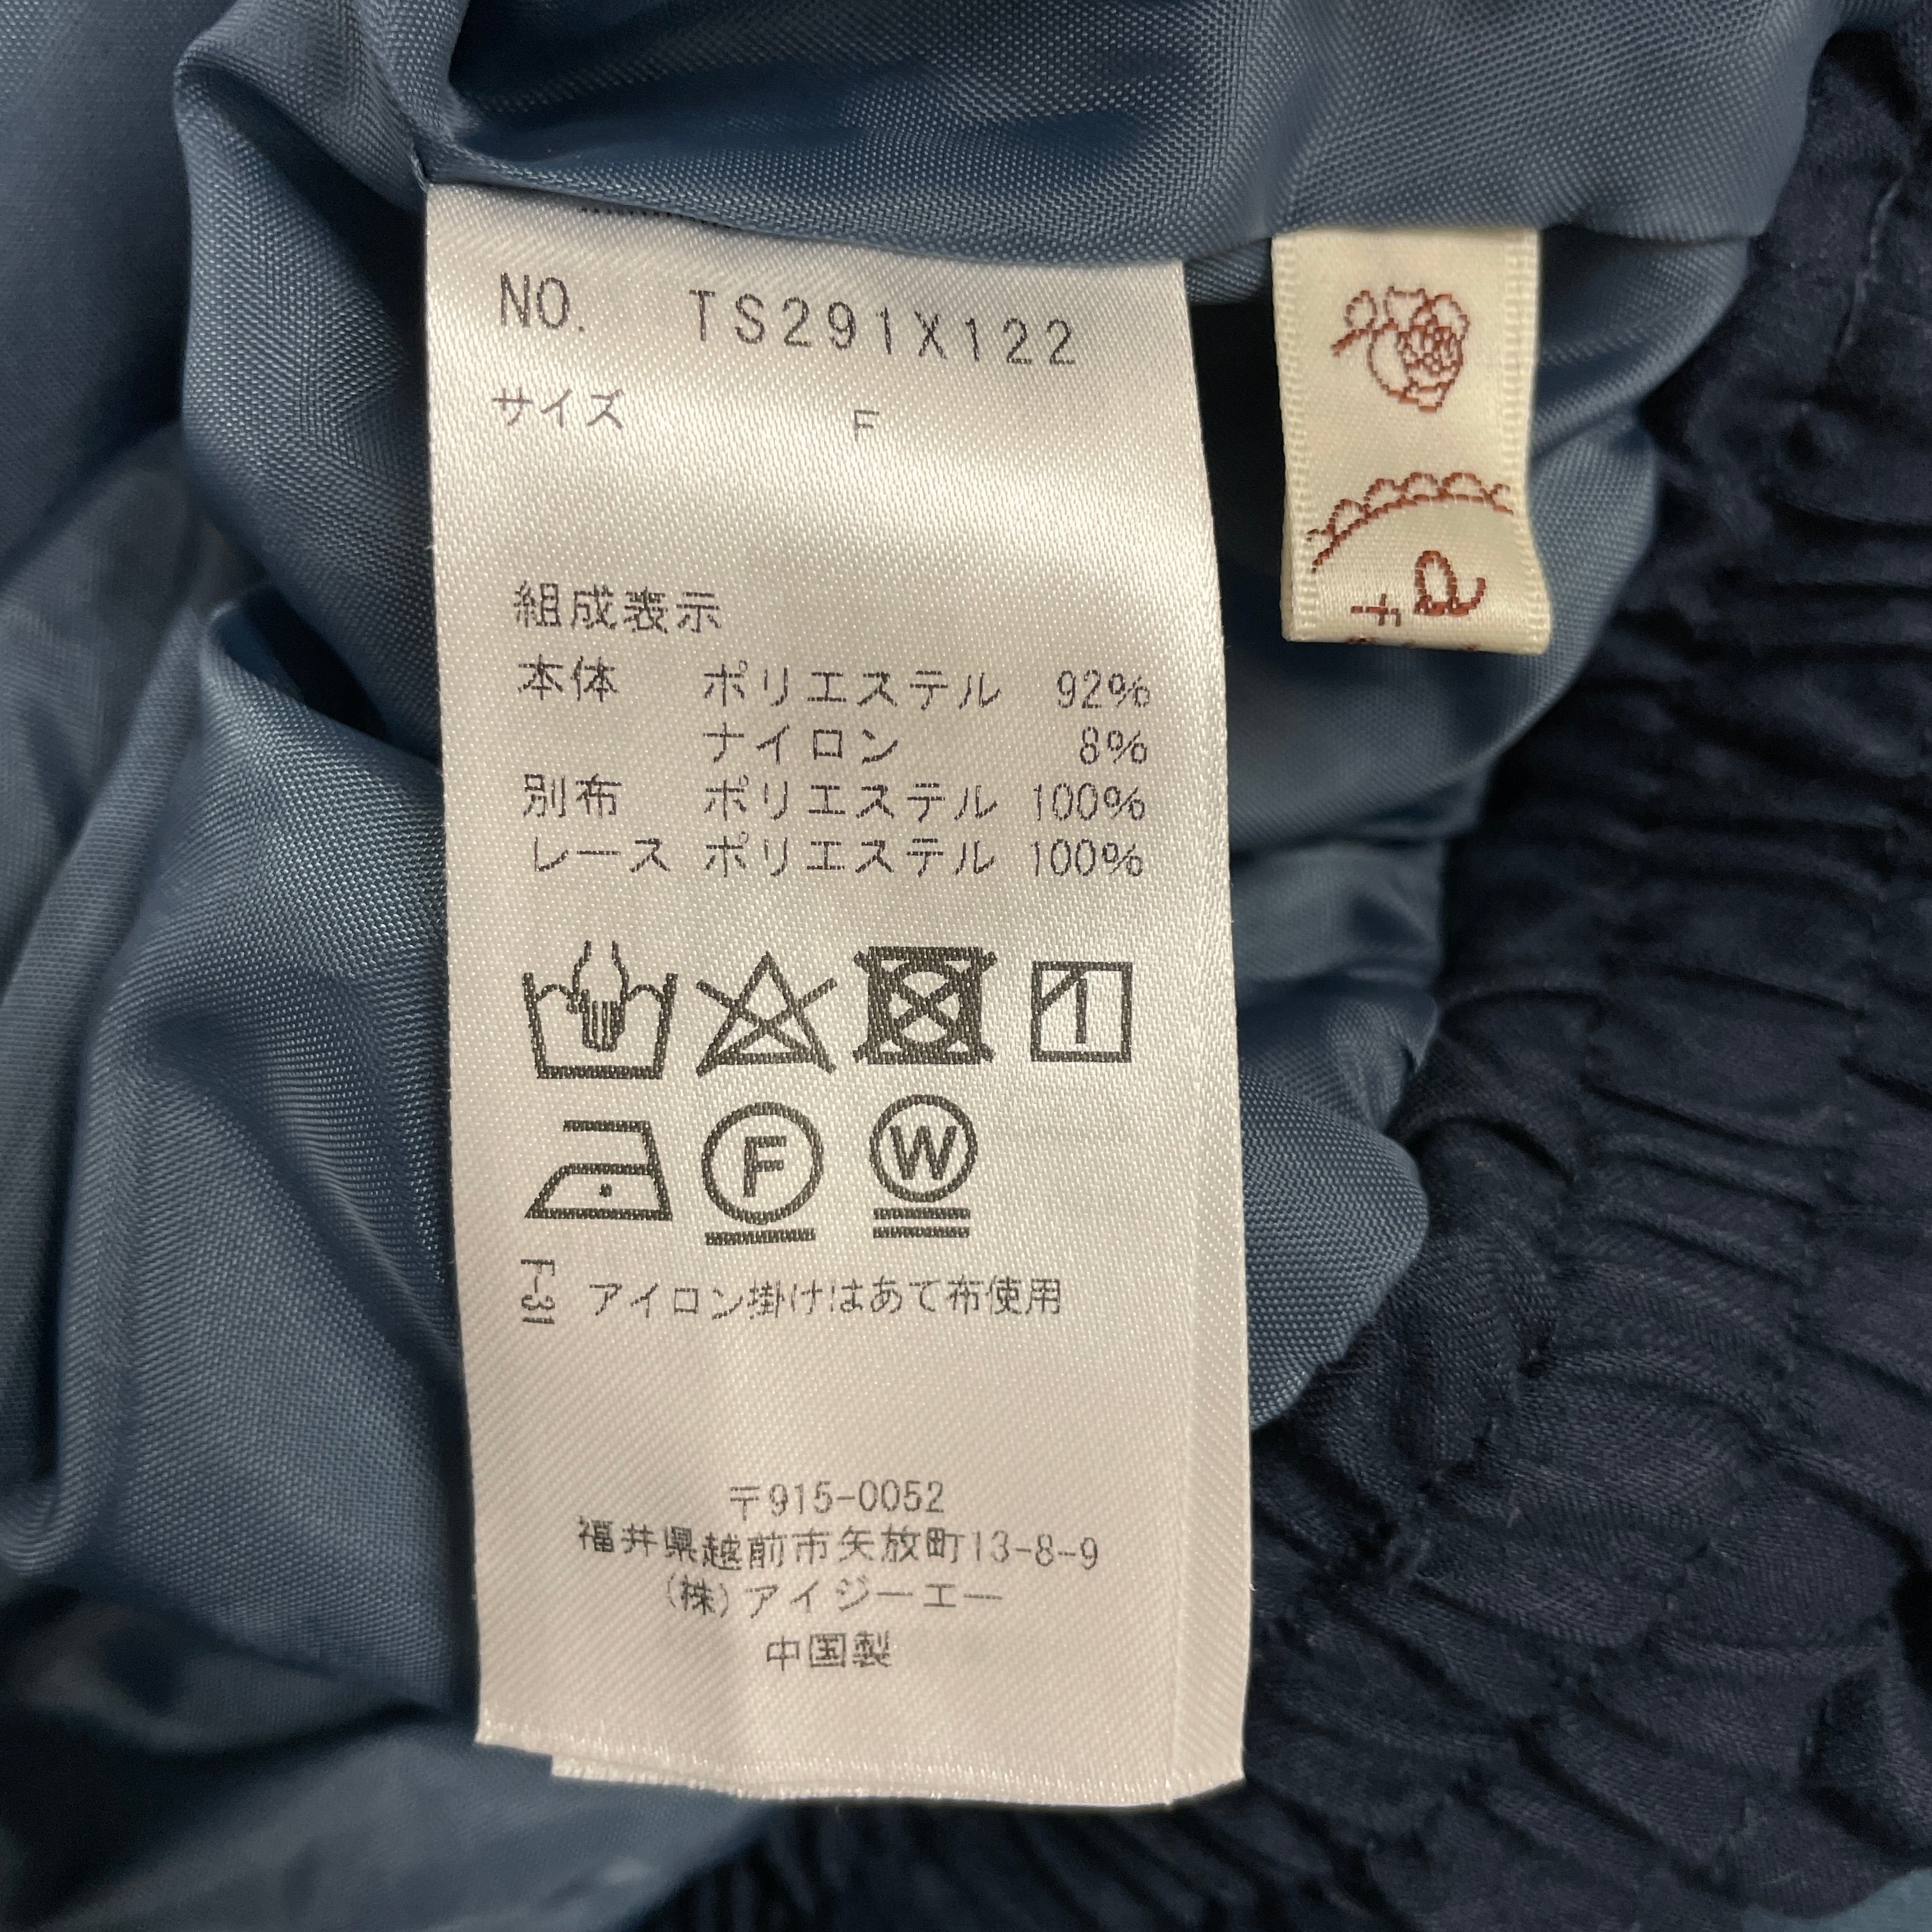 NO. TS291X122
サイズ F
組成表示
本体 ポリエステル 92%
ナイロン 8%
別布 ポリエステル 100%
レース ポリエステル 100%
F
W
F-31 アイロン掛けはあて布使用
〒915-0052
福井県越前市矢放町13-8-9
(株)アイジーエー
中国製